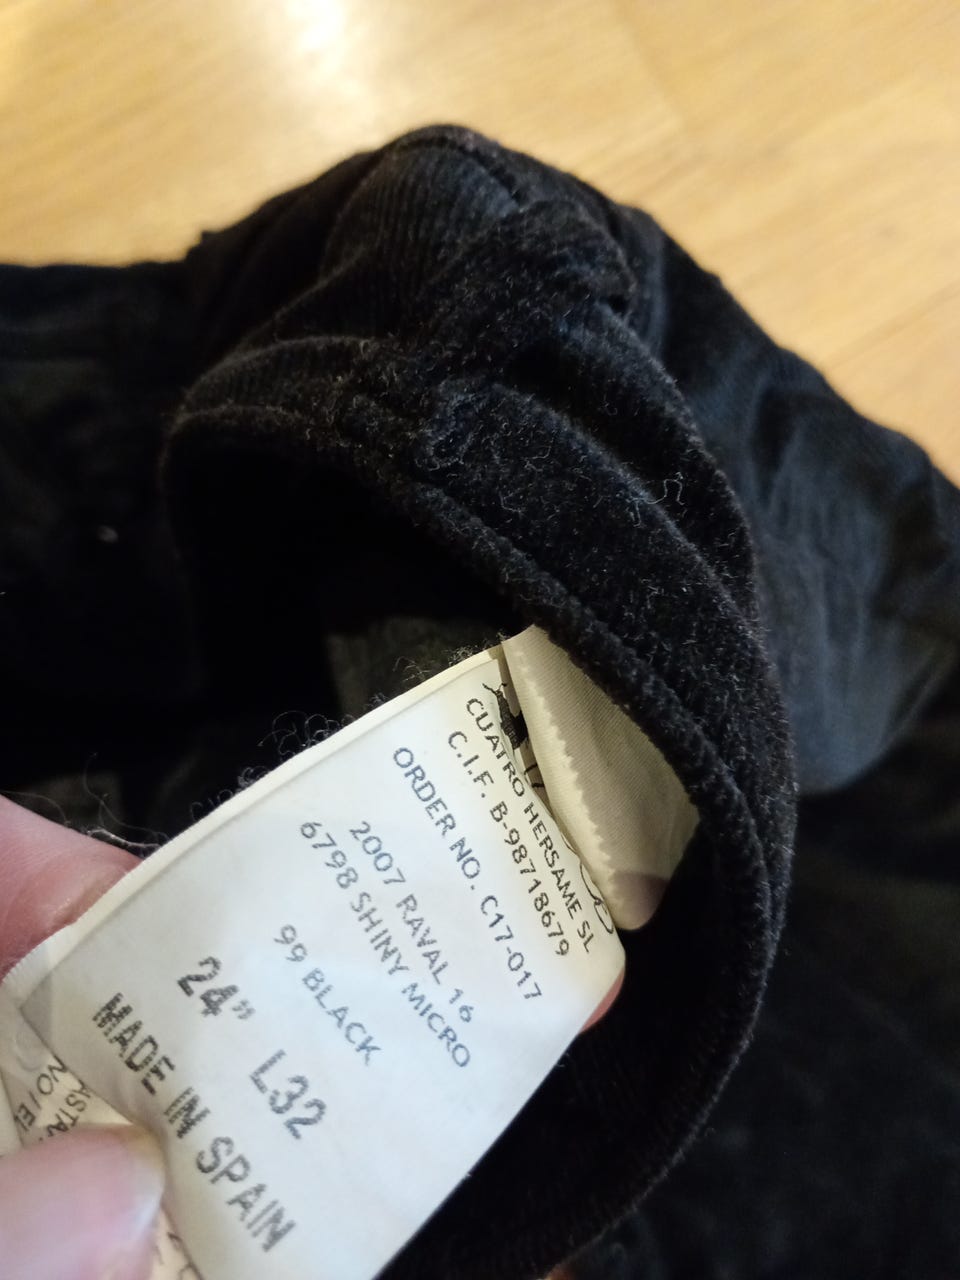 CUATRO HERSAME SL
C.I.F. B-98718679
ORDER NO. C17-017
2007 RAVAL 16
6798 SHINY MICRO
99 BLACK
24” L32
MADE IN SPAIN